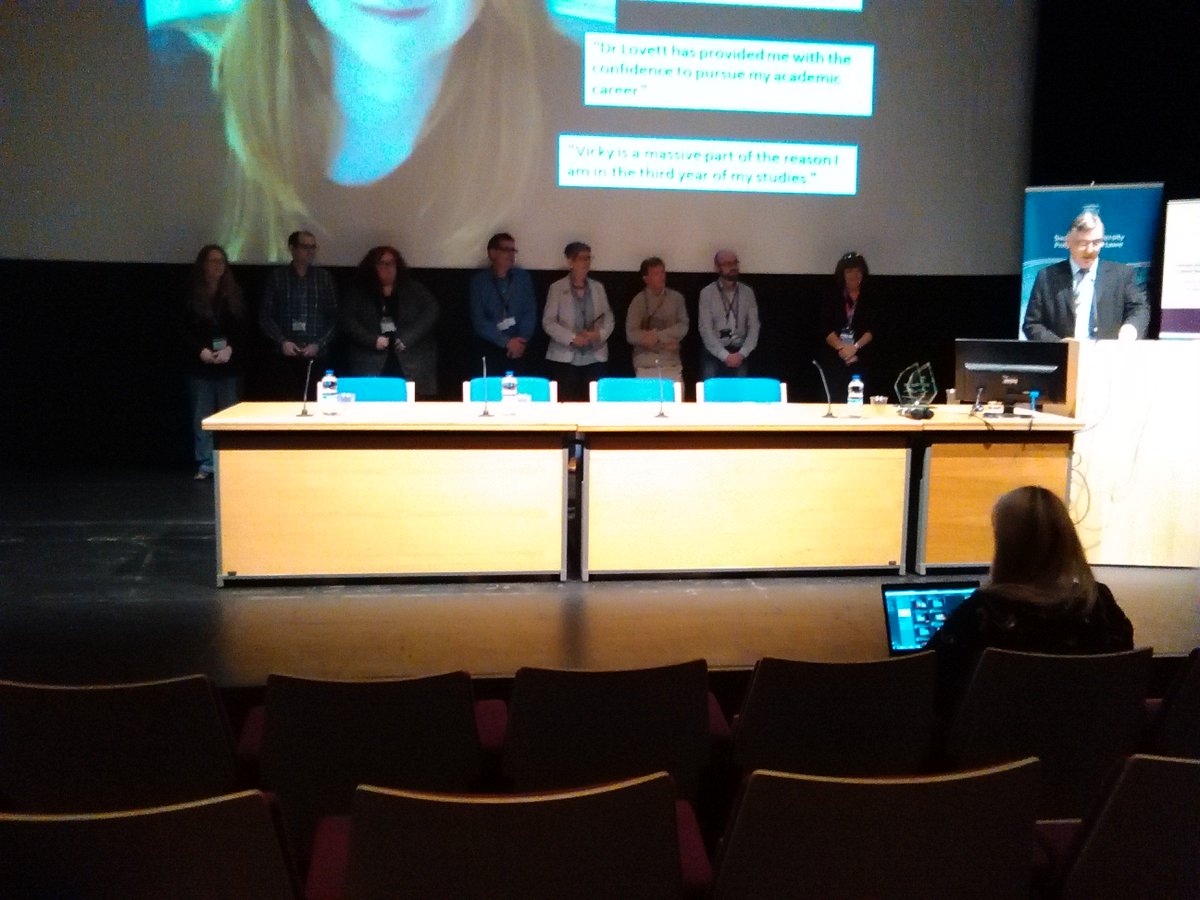 "Dr Lovett has provided me with the
confidence to pursue my academic
career."
"Virky is a massive part of the reason I
am in the third year of my studies."